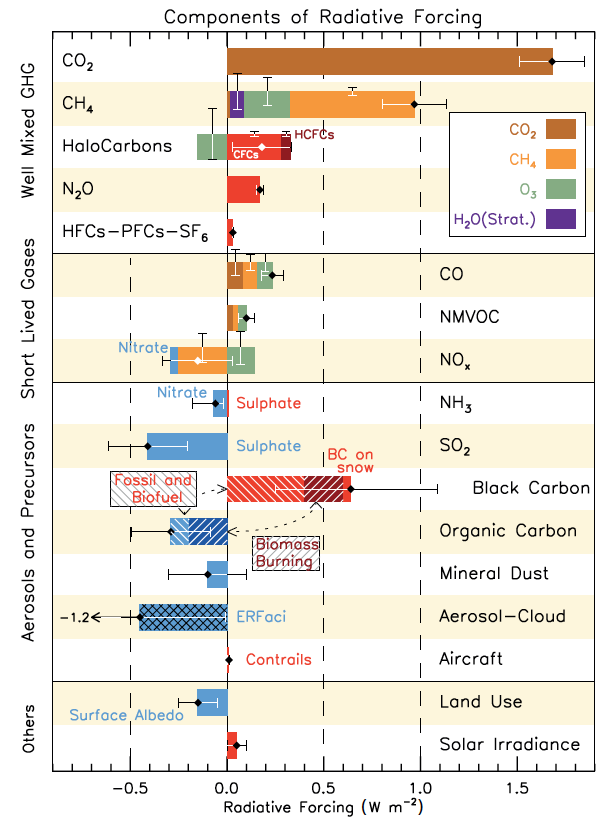 Components of Radiative Forcing
Well Mixed GHG
CO2
CH4
HaloCarbons
HCFCs
CFCs
N2O
HFCs-PFCs-SF6
CO2
CH4
O3
H2O(Strat.)
Short Lived Gases
CO
NMVOC
Nitrate
NOx
Aerosols and Precursors
Nitrate
Sulphate
NH3
Sulphate
SO2
BC on
snow
Fossil and
Biofuel
Black Carbon
Organic Carbon
Biomass
Burning
Mineral Dust
-1.2
ERFaci
Aerosol-Cloud
Contrails
Aircraft
Others
Land Use
Surface Albedo
Solar Irradiance
-0.5 0.0 0.5 1.0 1.5
Radiative Forcing (W m-2)